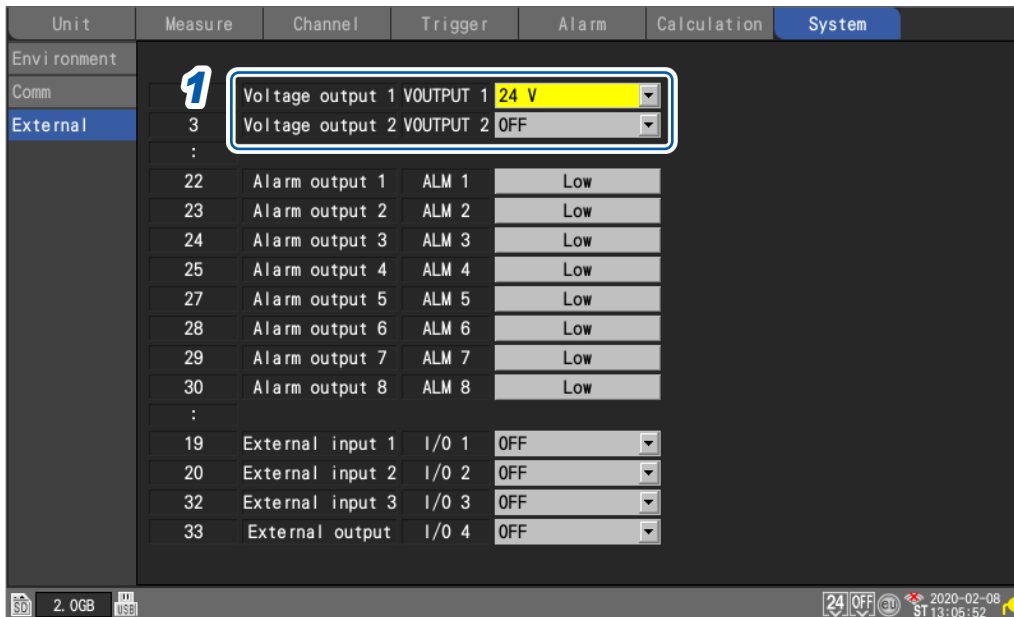 Unit Measure Channel Trigger Alarm Calculation System
Environment
Comm
External
1
Voltage output 1 VOUTPUT 1 24 V
3 Voltage output 2 VOUTPUT 2 OFF
:
22 Alarm output 1 ALM 1 Low
23 Alarm output 2 ALM 2 Low
24 Alarm output 3 ALM 3 Low
25 Alarm output 4 ALM 4 Low
27 Alarm output 5 ALM 5 Low
28 Alarm output 6 ALM 6 Low
29 Alarm output 7 ALM 7 Low
30 Alarm output 8 ALM 8 Low
:
19 External input 1 I/O 1 OFF
20 External input 2 I/O 2 OFF
32 External input 3 I/O 3 OFF
33 External output I/O 4 OFF
SD 2.0GB USB
24 OFF eU 2020-02-08
ST 13:05:52